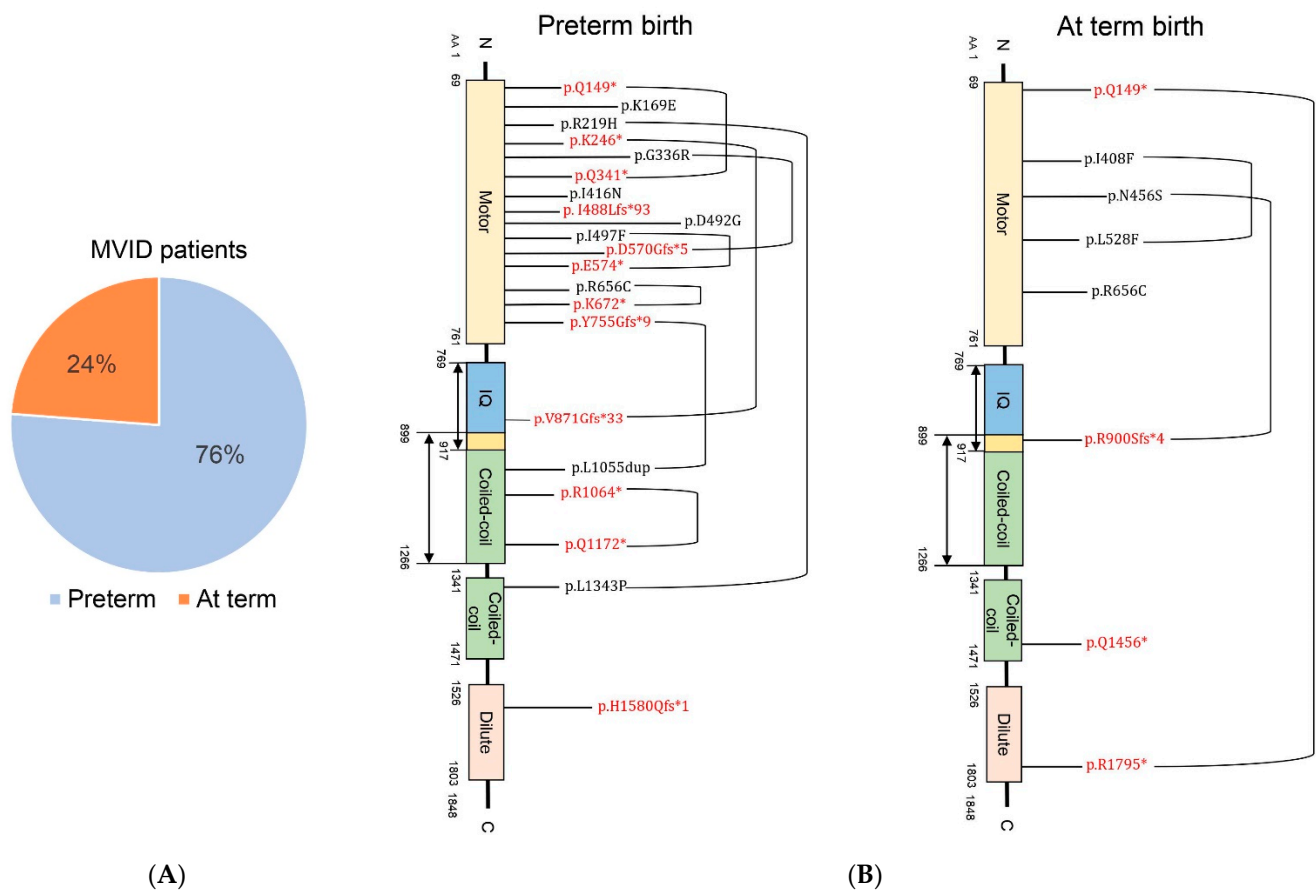 MVID patients
24%
76%
Preterm
At term
(A)
Preterm birth
AA 1
N
69
Motor
761
769
IQ
899
917
Coiled-coil
1266
1341
Coiled-
coil
1471
1526
Dilute
1803
1848
C
p.Q149*
p.K169E
p.R219H
p.K246*
p.G336R
p.Q341*
p.I416N
p. I488Lfs*93
p.D492G
p.I497F
p.D570Gfs*5
p.E574*
p.R656C
p.K672*
p.Y755Gfs*9
p.V871Gfs*33
p.L1055dup
p.R1064*
p.Q1172*
p.L1343P
p.H1580Qfs*1
At term birth
AA 1
N
69
Motor
761
769
IQ
899
917
Coiled-coil
1266
1341
Coiled-
coil
1471
1526
Dilute
1803
1848
C
p.Q149*
p.I408F
p.N456S
p.L528F
p.R656C
p.R900Sfs*4
p.Q1456*
p.R1795*
(B)